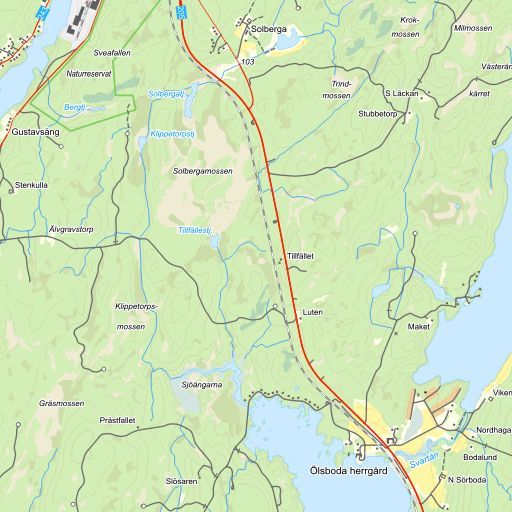 Solberga
Krok-
mossen
Milmossen
Sveafallen
103
Västerän
Naturreservat
Trind-
mossen
S Läckan
kärret
Solbergatj.
Bergtj.
Stubbetorp
Gustavsäng
Klippetorpstj.
Solbergamossen
Stenkulla
Älvgravstorp
Tillfällestj.
Tillfället
Klippetorps-
mossen
Luten
Maket
Sjöängarna
Viken
Gräsmossen
Prästfallet
Nordhaga
Svartån
Bodalund
Ölsboda herrgård
Slösaren
N Sörboda